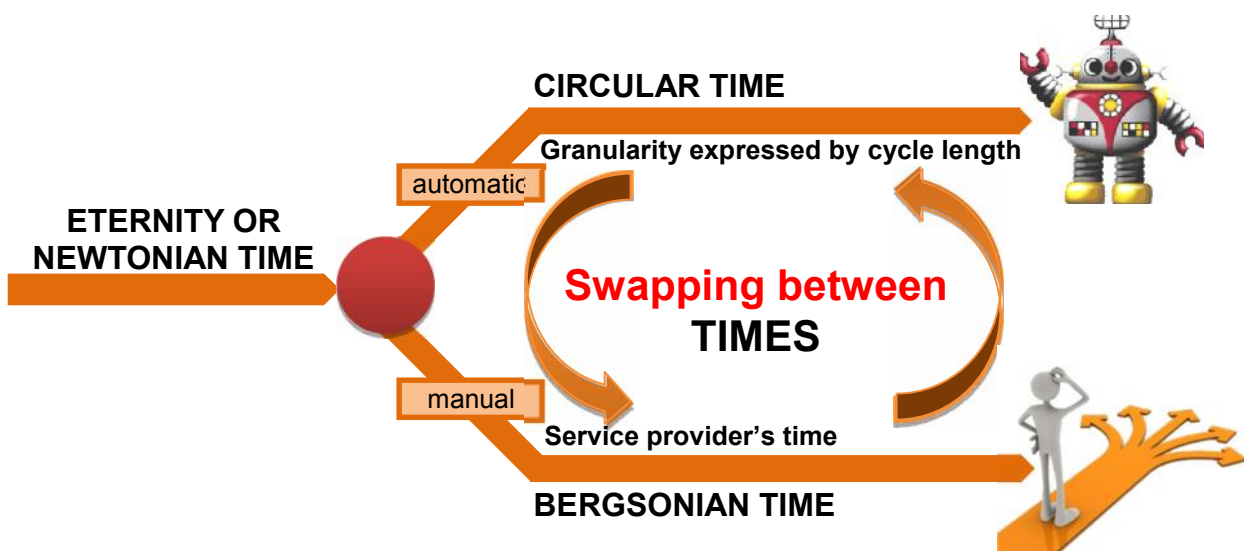 CIRCULAR TIME
Granularity expressed by cycle length
automatic
ETERNITY OR
NEWTONIAN TIME
Swapping between
TIMES
manual
Service provider’s time
BERGSONIAN TIME